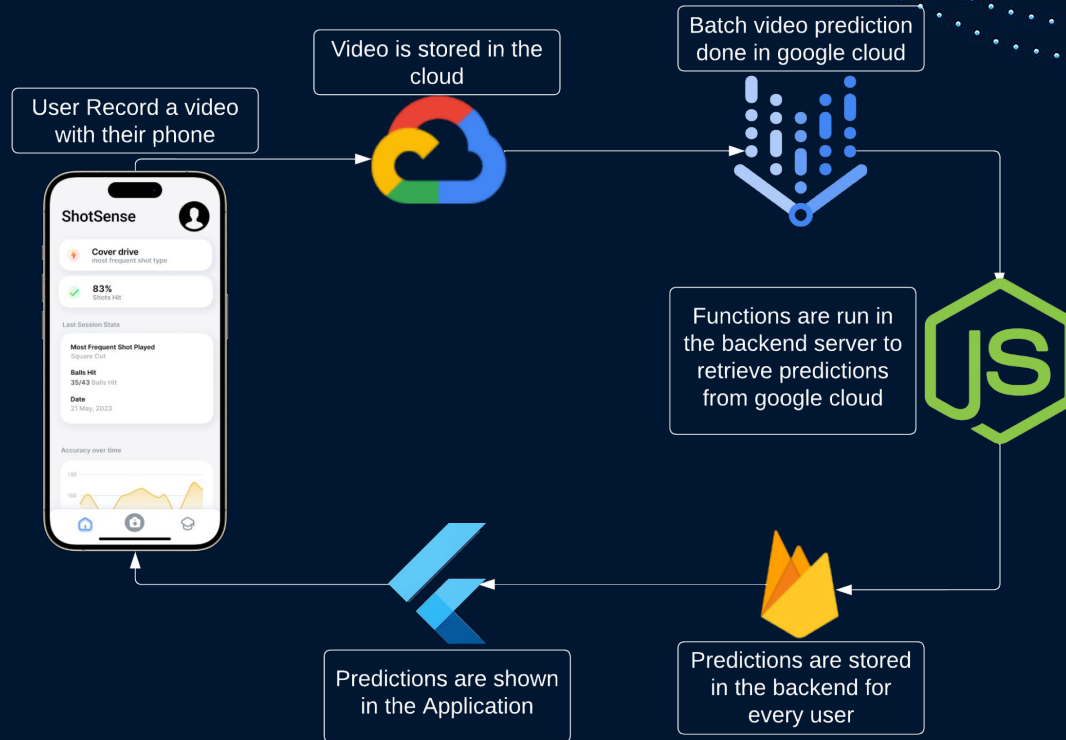 User Record a video
with their phone
Video is stored in the
cloud
Batch video prediction
done in google cloud
ShotSense
Cover drive
most frequent shot type
83%
Shots Hit
Last Session Stats
Most Frequent Shot Played
Square Cut
Balls Hit
35/43 Balls Hit
Date
21 May, 2023
Accuracy over time
150
100
Functions are run in
the backend server to
retrieve predictions
from google cloud
JS
Predictions are shown
in the Application
Predictions are stored
in the backend for
every user